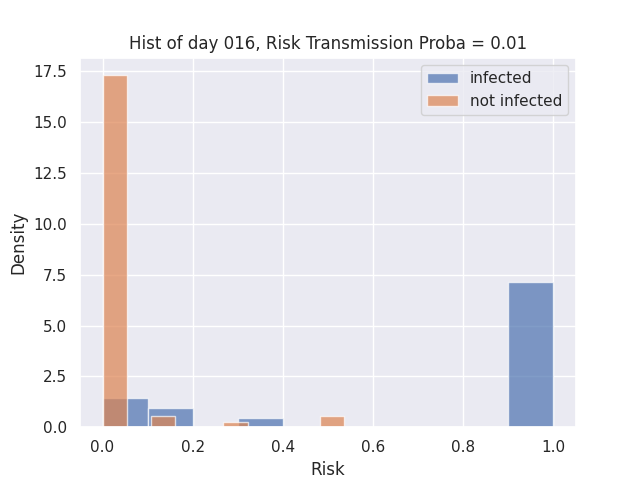 Hist of day 016, Risk Transmission Proba = 0.01
infected
not infected
Density
17.5
15.0
12.5
10.0
7.5
5.0
2.5
0.0
0.0 0.2 0.4 0.6 0.8 1.0
Risk